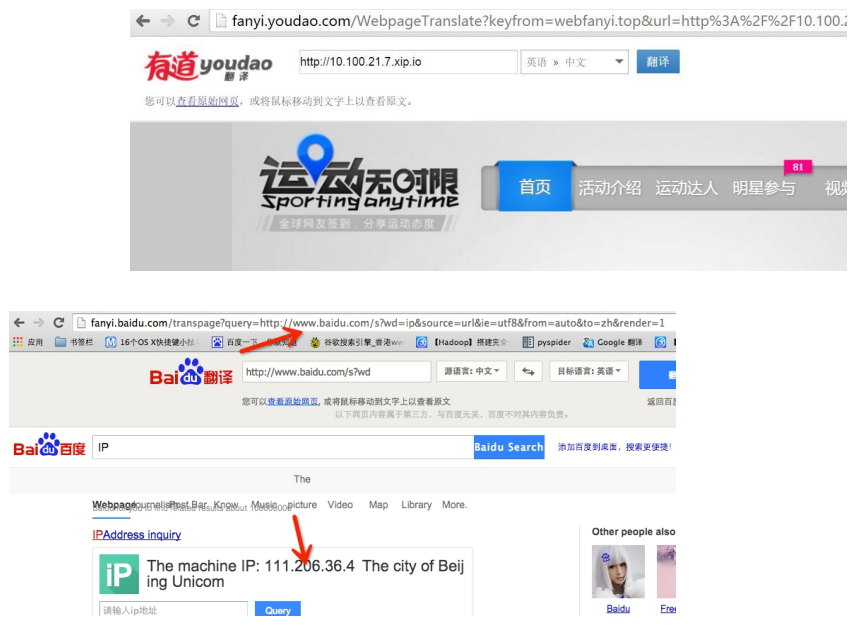 fanyi.youdao.com/WebpageTranslate?keyfrom=webfanyi.top&url=http%3A%2F%2F10.100.2
有道 youdao 翻译
http://10.100.21.7.xip.io
英语 » 中文
翻译
您可以查看原始网页，或将鼠标移动到文字上以查看原文。
运动无时限
Sporting anytime
全球网友签到，分享运动态度
81
首页 活动介绍 运动达人 明星参与 视频
fanyi.baidu.com/transpage?query=http://www.baidu.com/s?wd=ip&source=url&ie=utf8&from=auto&to=zh&render=1
应用 书签栏 16个OS X快捷键小技 百度一下 谷歌搜索引擎_香港ww 【Hadoop】搭建完全 pyspider Google 翻译
Baidu翻译
http://www.baidu.com/s?wd
源语言: 中文
目标语言: 英语
您可以查看原始网页, 或将鼠标移动到文字上以查看原文
返回百
以下网页内容属于第三方，与百度无关，百度不对其内容负责。
Baidu百度
IP
Baidu Search
添加百度到桌面，搜索更便捷!
The
Webpage Post Bar Know Music picture Video Map Library More.
IPAddress inquiry
Other people also
iP
The machine IP: 111.206.36.4 The city of Beij
ing Unicom
请输入ip地址
Query
Baidu
Free